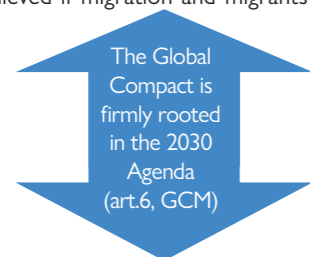 if migration and migrants
The Global
Compact is
firmly rooted
in the 2030
Agenda
(art.6, GCM)